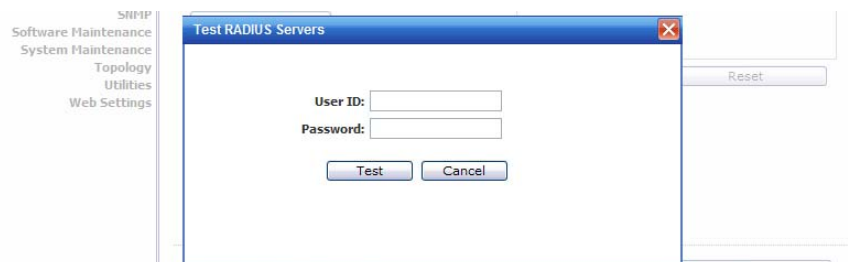 SNMP
Software Maintenance
System Maintenance
Topology
Utilities
Web Settings
Test RADIUS Servers
User ID:
Password:
Test
Cancel
Reset